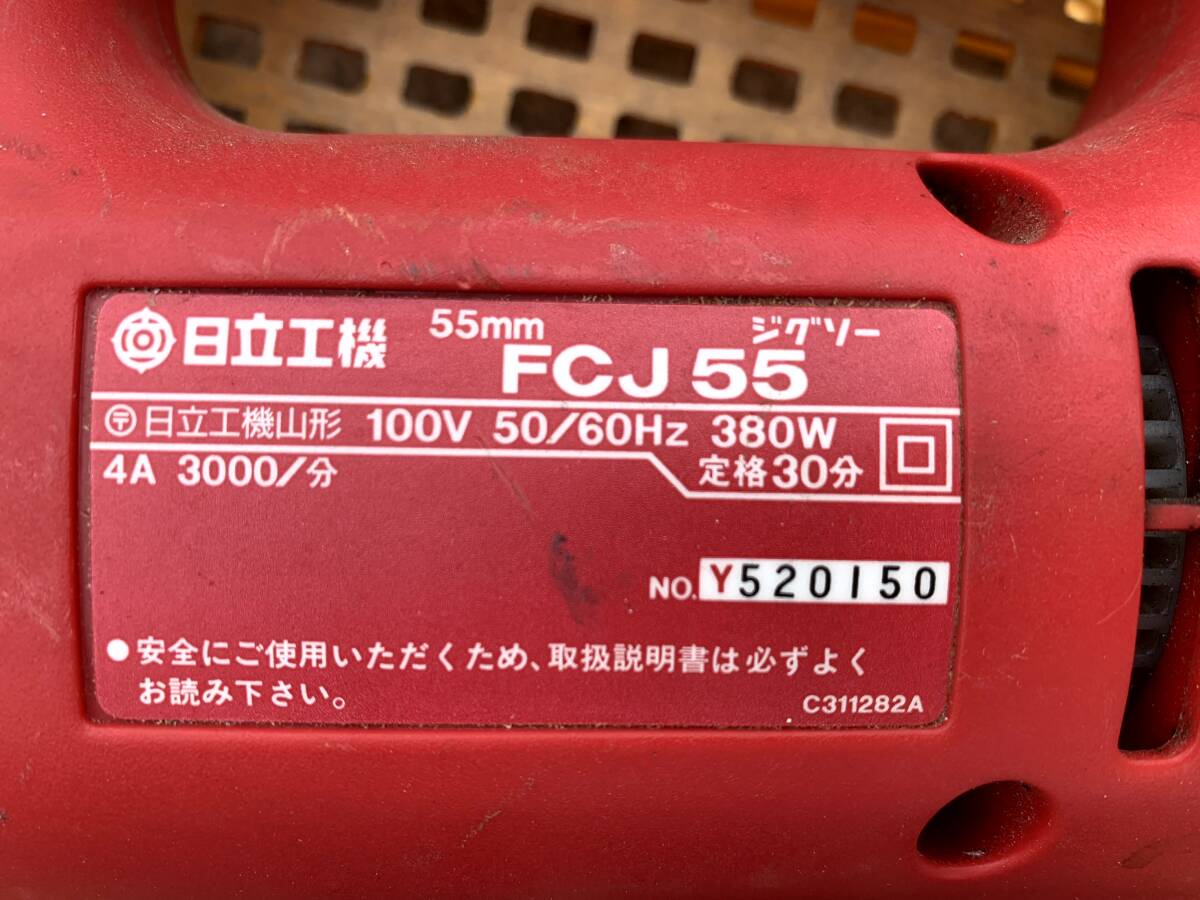 日立工機 55mm ジグソー
FCJ 55
〒 日立工機山形 100V 50/60Hz 380W
4A 3000/分 定格30分
NO. Y520150
●安全にご使用いただくため、取扱説明書は必ずよく
お読み下さい。
C311282A